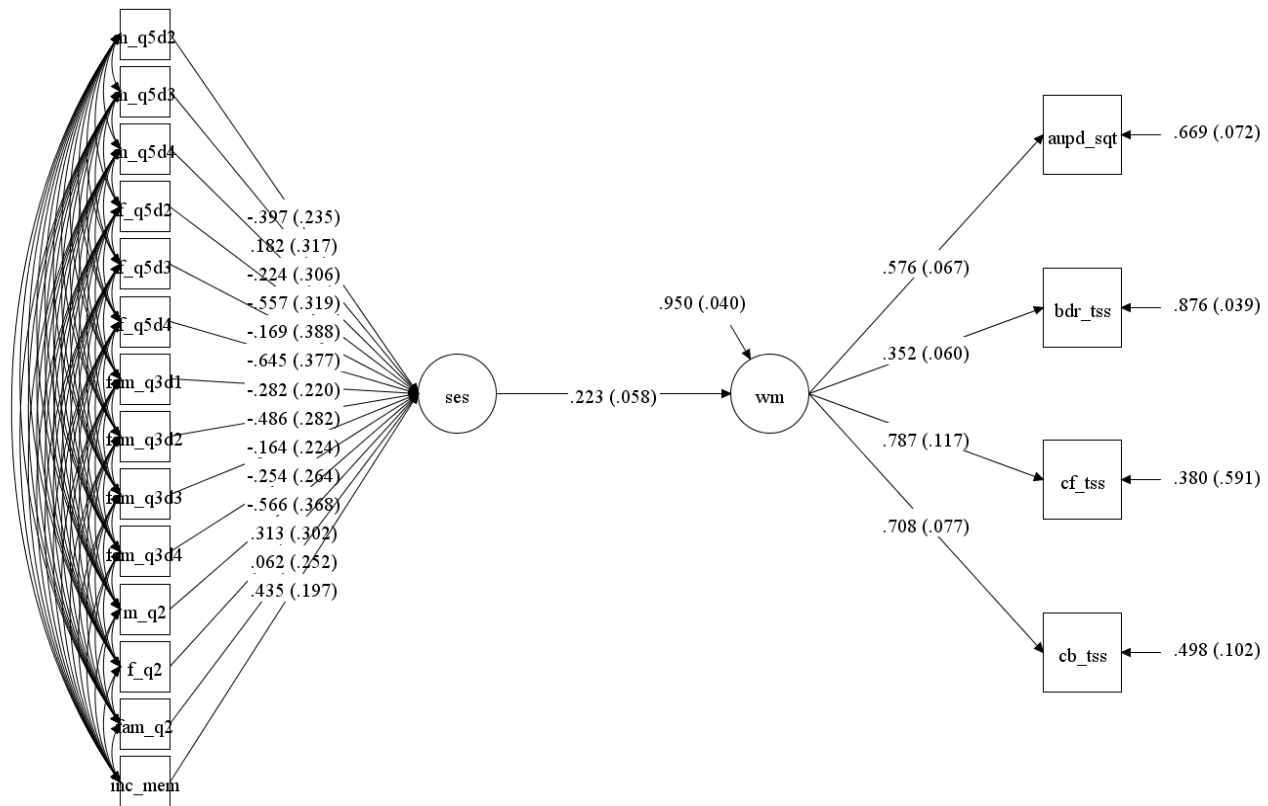 m_q5d2
m_q5d3
m_q5d4
f_q5d2
f_q5d3
f_q5d4
fam_q3d1
fam_q3d2
fam_q3d3
fam_q3d4
m_q2
f_q2
fam_q2
inc_mem
-.397 (.235)
.182 (.317)
-.224 (.306)
-.557 (.319)
-.169 (.388)
-.645 (.377)
-.282 (.220)
-.486 (.282)
-.164 (.224)
-.254 (.264)
-.566 (.368)
.313 (.302)
.062 (.252)
.435 (.197)
ses
.223 (.058)
.950 (.040)
wm
.576 (.067)
.352 (.060)
.787 (.117)
.708 (.077)
aupd_sqt
bdr_tss
cf_tss
cb_tss
.669 (.072)
.876 (.039)
.380 (.591)
.498 (.102)